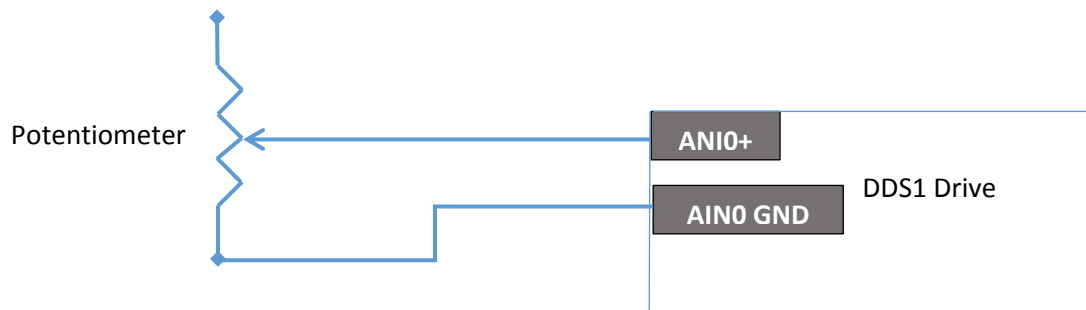 Potentiometer
ANI0+
DDS1 Drive
AIN0 GND